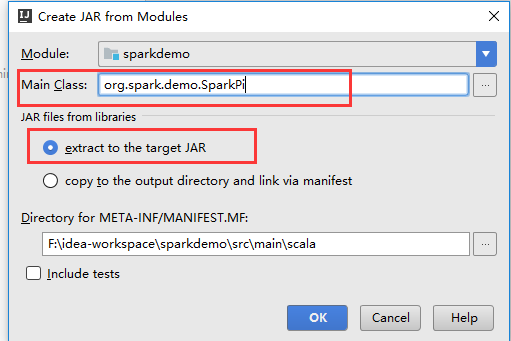 Create JAR from Modules
Module: sparkdemo
Main Class: org.spark.demo.SparkPi ...
JAR files from libraries
extract to the target JAR
copy to the output directory and link via manifest
Directory for META-INF/MANIFEST.MF:
F:\idea-workspace\sparkdemo\src\main\scala ...
Include tests
OK Cancel Help